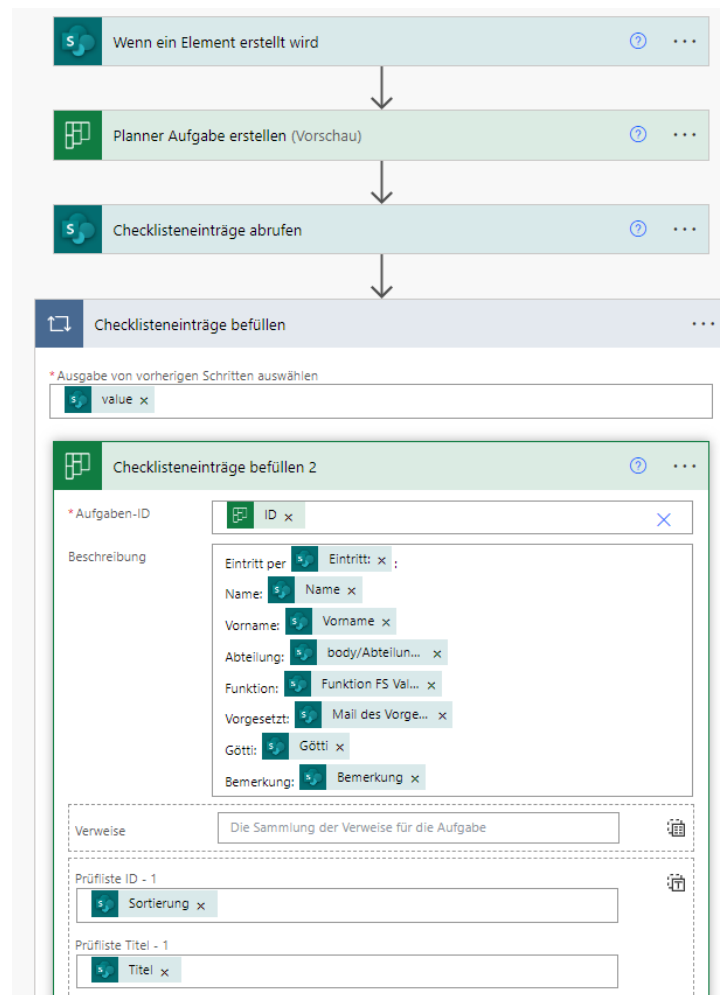 Wenn ein Element erstellt wird
Planner Aufgabe erstellen (Vorschau)
Checklisteneinträge abrufen
Checklisteneinträge befüllen
* Ausgabe von vorherigen Schritten auswählen
value
Checklisteneinträge befüllen 2
* Aufgaben-ID
ID
Beschreibung
Eintritt per Eintritt: ;
Name: Name
Vorname: Vorname
Abteilung: body/Abteilun...
Funktion: Funktion FS Val...
Vorgesetzt: Mail des Vorge...
Götti: Götti
Bemerkung: Bemerkung
Verweise
Die Sammlung der Verweise für die Aufgabe
Prüfliste ID - 1
Sortierung
Prüfliste Titel - 1
Titel